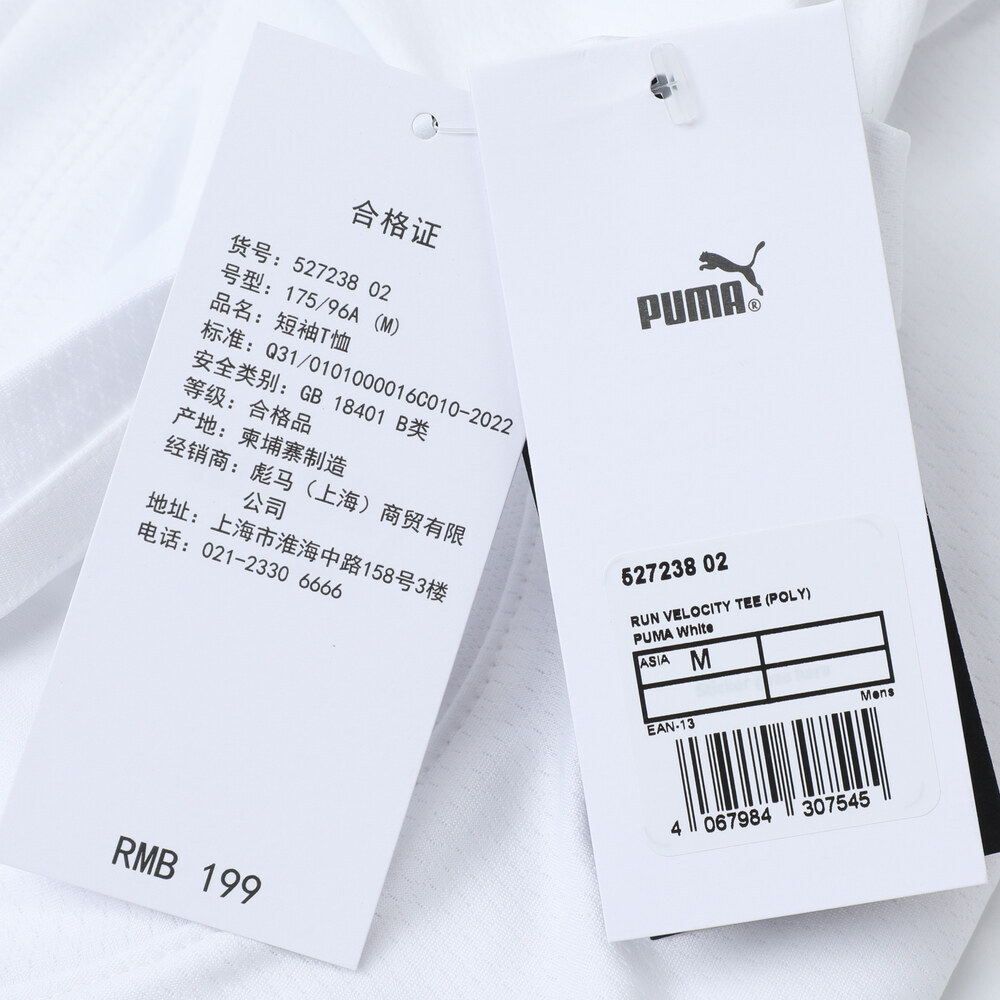 合格证
货号: 527238 02
号型: 175/96A (M)
品名: 短袖T恤
标准: Q31/0101000016C010-2022
安全类别: GB 18401 B类
等级: 合格品
产地: 柬埔寨制造
经销商: 彪马（上海）商贸有限
公司
地址: 上海市淮海中路158号3楼
电话: 021-2330 6666
RMB 199
PUMA®
527238 02
RUN VELOCITY TEE (POLY)
PUMA White
ASIA M
Mens
EAN-13
4 067984 307545